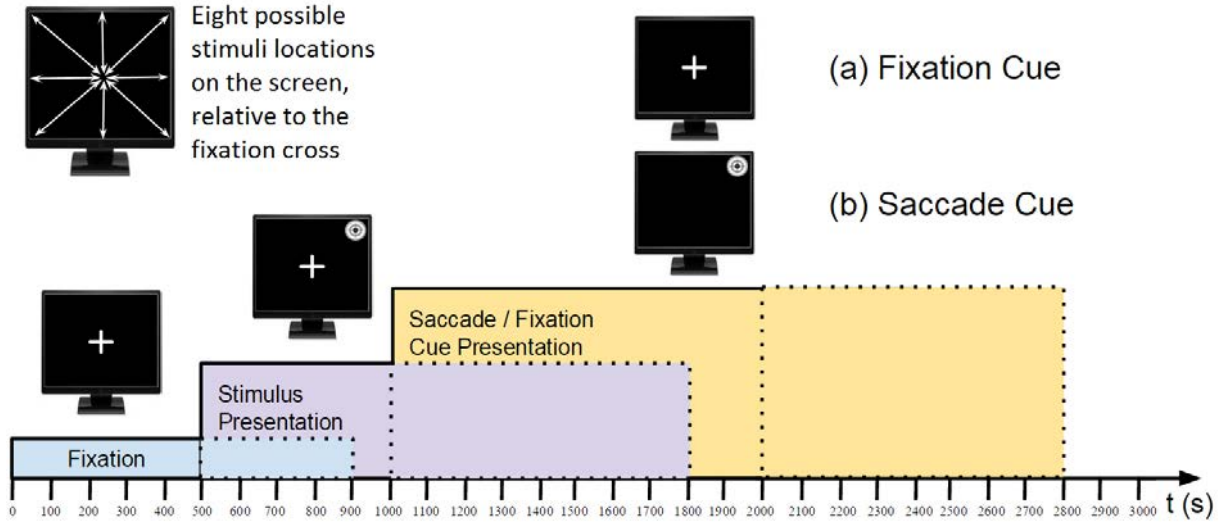 Eight possible
stimuli locations
on the screen,
relative to the
fixation cross
(a) Fixation Cue
(b) Saccade Cue
Saccade / Fixation
Cue Presentation
Stimulus
Presentation
Fixation
0 100 200 300 400 500 600 700 800 900 1000 1100 1200 1300 1400 1500 1600 1700 1800 1900 2000 2100 2200 2300 2400 2500 2600 2700 2800 2900 3000 t (s)